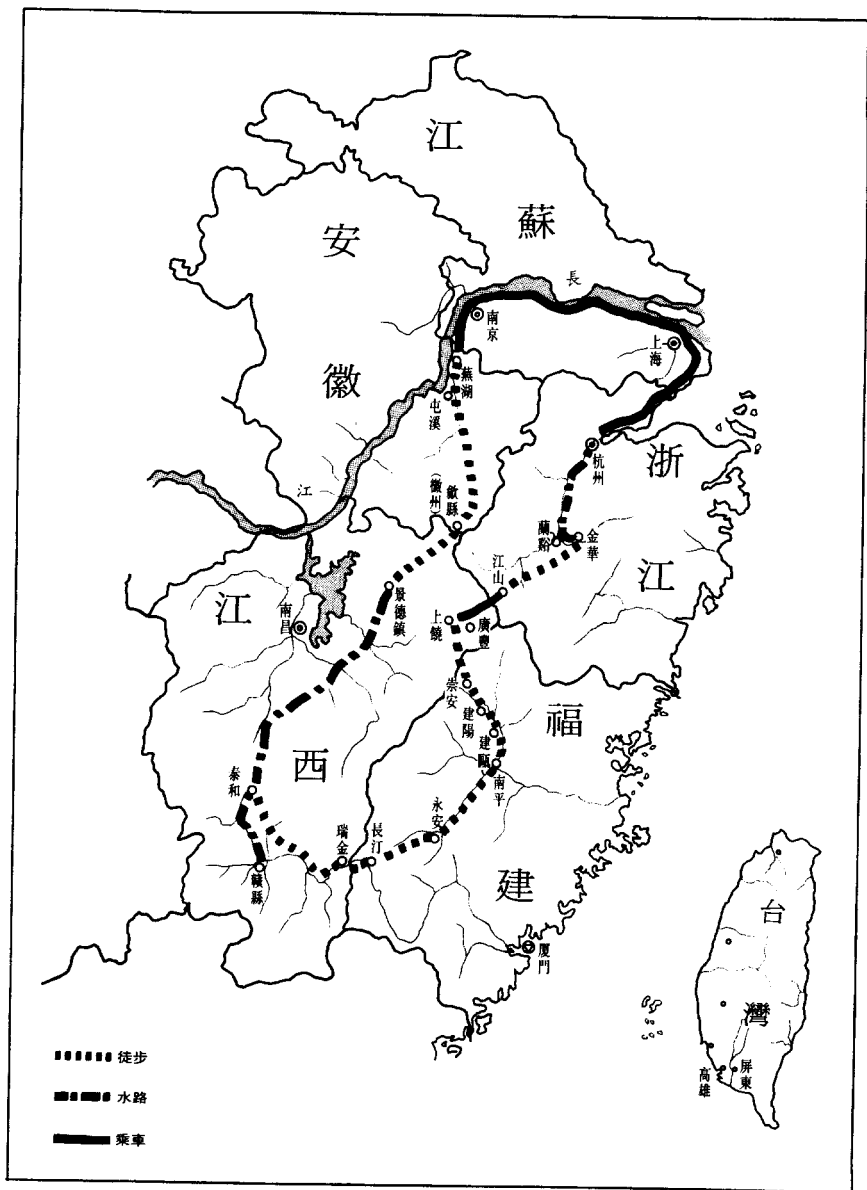 江蘇
安徽
長
江
南京
上海
蕪湖
屯溪
歙縣
(徽州)
杭州
浙江
蘭谿
金華
江山
江西
南昌
景德鎮
上饒
廣豐
崇安
建陽
建甌
南平
福建
永安
泰和
瑞金
長汀
贛縣
厦門
台灣
高雄
屏東
徒步
水路
乘車